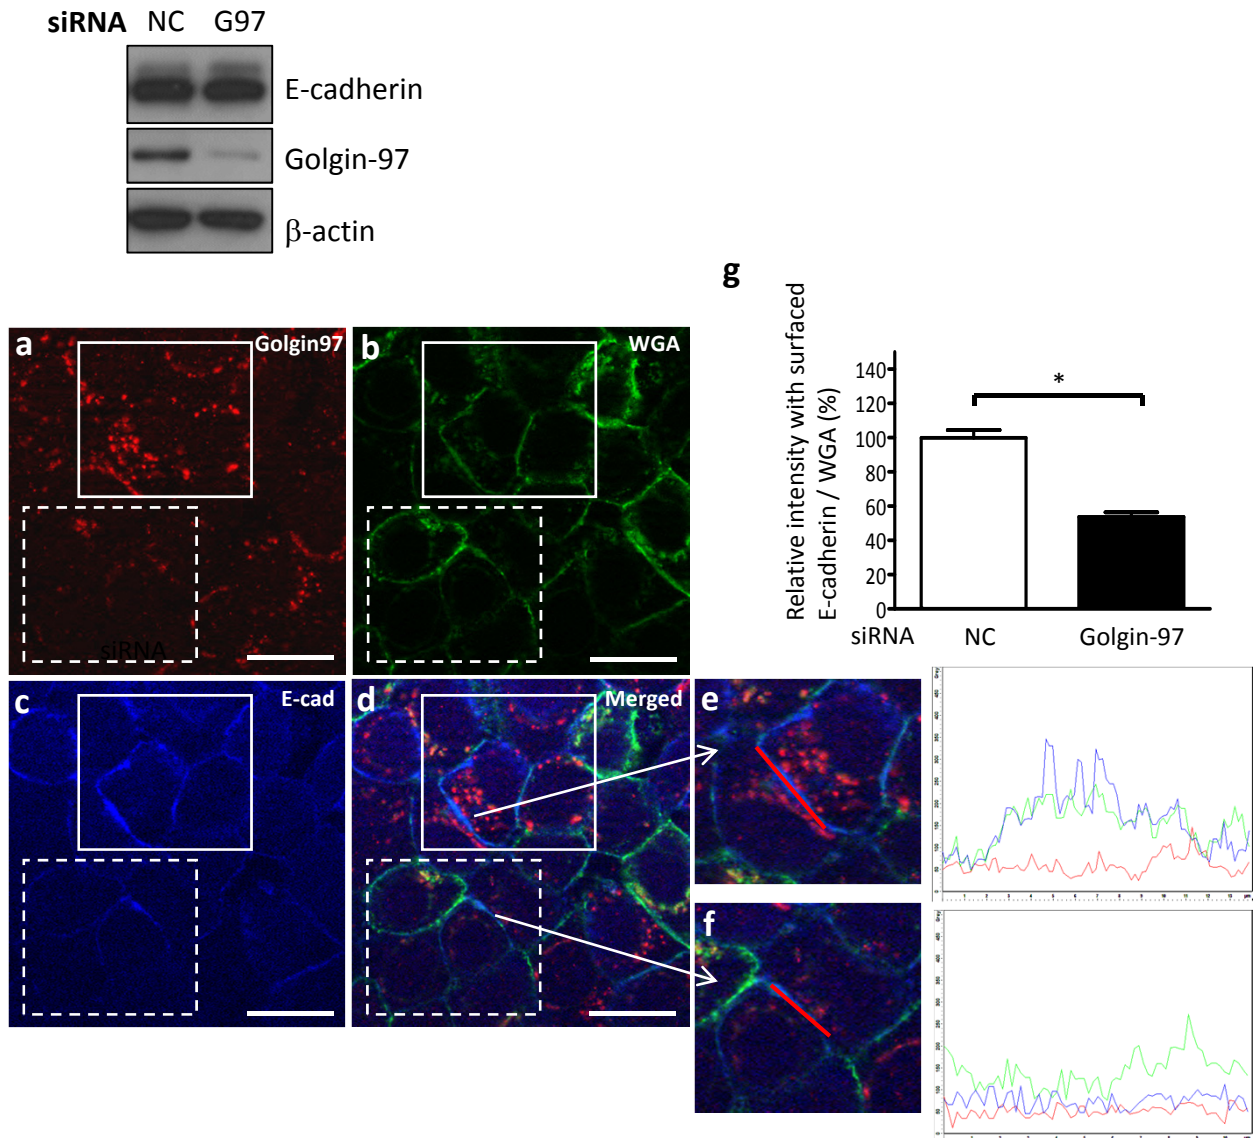 siRNA NC G97
E-cadherin
Golgin-97
β-actin
g
Relative intensity with surfaced
E-cadherin / WGA (%)
140
120
100
80
60
40
20
0
*
siRNA NC Golgin-97
a Golgin97
b WGA
siRNA
c E-cad
d Merged
e
f